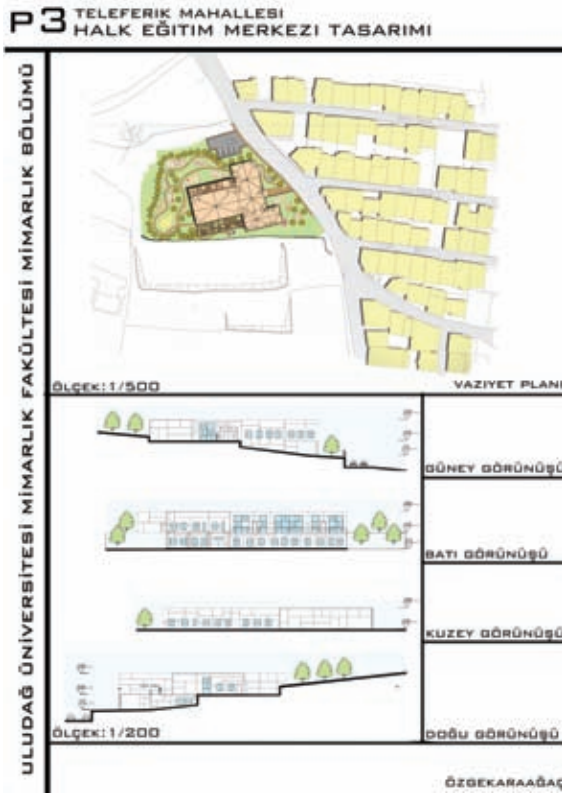 P3
TELEFERİK MAHALLESİ
HALK EĞİTİM MERKEZİ TASARIMI
ULUDAĞ ÜNİVERSİTESİ MİMARLIK FAKÜLTESİ MİMARLIK BÖLÜMÜ
ÖLÇEK:1/500
VAZİYET PLANI
GÜNEY GÖRÜNÜŞÜ
BATI GÖRÜNÜŞÜ
KUZEY GÖRÜNÜŞÜ
ÖLÇEK:1/200
DOĞU GÖRÜNÜŞÜ
ÖZGEKARAAĞAÇ